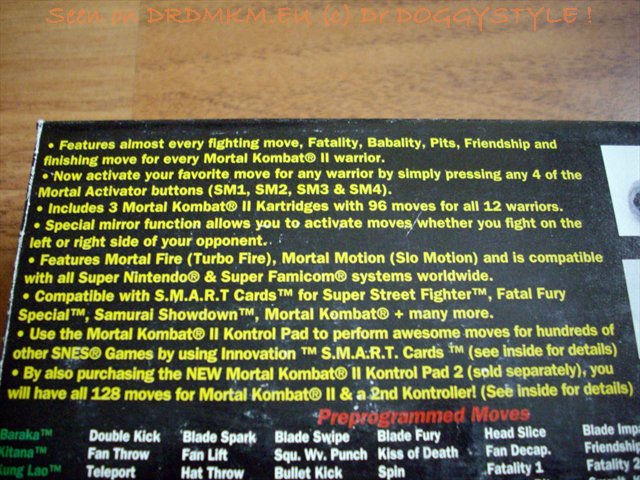 Seen on DRDMKM.EU (c) Dr DOGGYSTYLE !
• Features almost every fighting move, Fatality, Babality, Pits, Friendship and
finishing move for every Mortal Kombat® II warrior.
• Now activate your favorite move for any warrior by simply pressing any 4 of the
Mortal Activator buttons (SM1, SM2, SM3 & SM4).
• Includes 3 Mortal Kombat® II Kartridges with 96 moves for all 12 warriors.
• Special mirror function allows you to activate moves whether you fight on the
left or right side of your opponent.
• Features Mortal Fire (Turbo Fire), Mortal Motion (Slo Motion) and is compatible
with all Super Nintendo® & Super Famicom® systems worldwide.
• Compatible with S.M.A.R.T Cards™ for Super Street Fighter™, Fatal Fury
Special™, Samurai Showdown™, Mortal Kombat® + many more.
• Use the Mortal Kombat® II Kontrol Pad to perform awesome moves for hundreds of
other SNES® Games by using Innovation ™ S.M.A.R.T. Cards ™ (see inside for details)
• By also purchasing the NEW Mortal Kombat® II Kontrol Pad 2 (sold separately), you
will have all 128 moves for Mortal Kombat® II & a 2nd Kontroller! (See inside for details)
Preprogrammed Moves
Baraka™ Double Kick Blade Spark Blade Swipe Blade Fury Head Slice Blade Impa
Kitana™ Fan Throw Fan Lift Squ. Wv. Punch Kiss of Death Fan Decap. Friendship
Kung Lao™ Teleport Hat Throw Bullet Kick Spin Fatality 1 Fatality 2